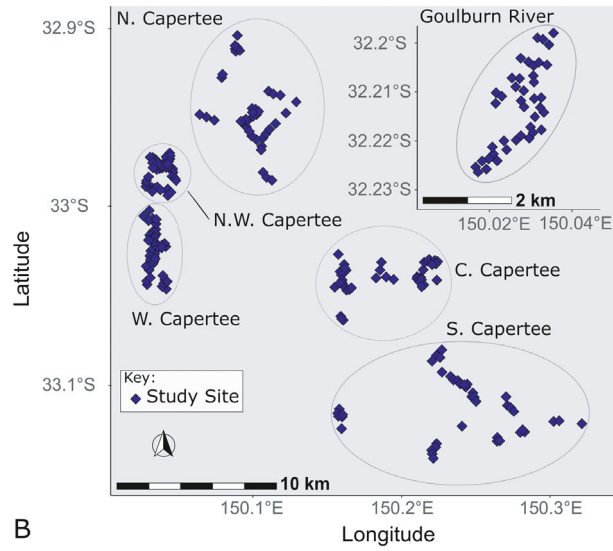 N. Capertee
Goulburn River
32.9°S
32.2°S
32.21°S
32.22°S
32.23°S
2 km
150.02°E
150.04°E
33°S
N.W. Capertee
W. Capertee
C. Capertee
S. Capertee
33.1°S
Key:
Study Site
10 km
150.1°E
150.2°E
150.3°E
Latitude
Longitude
B